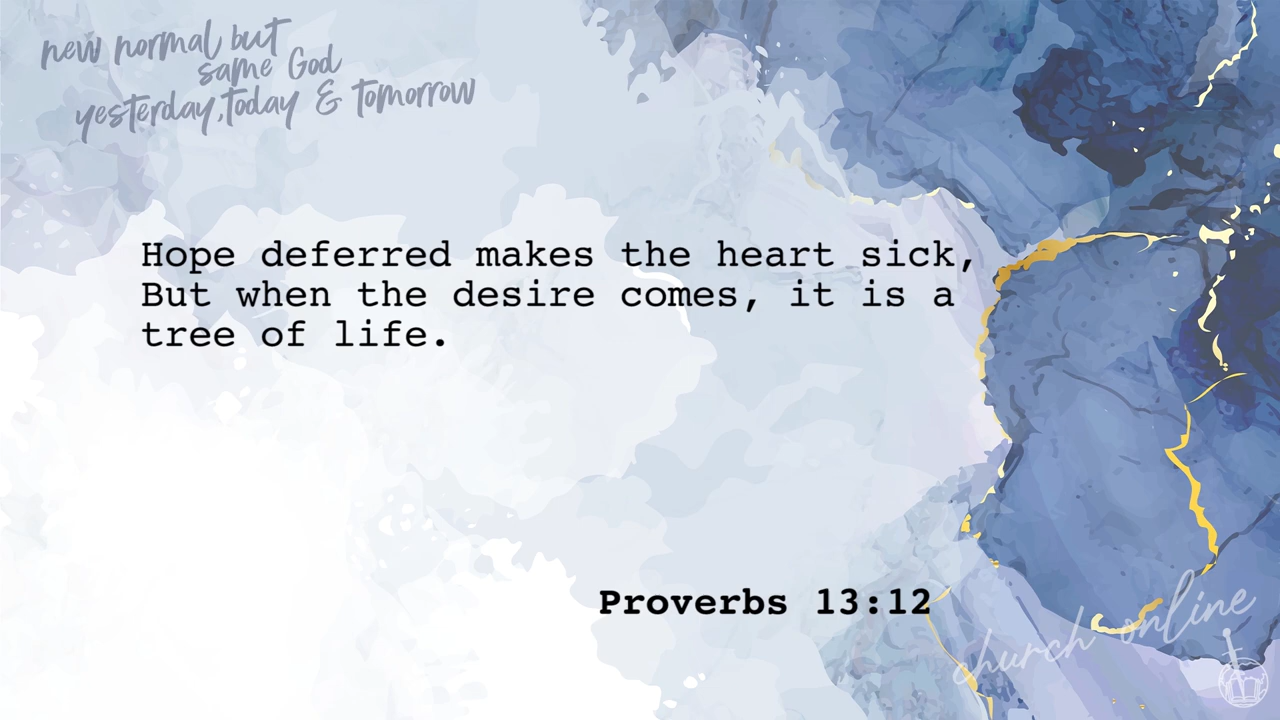 new normal but
same God
yesterday,today & tomorrow
Hope deferred makes the heart sick,
But when the desire comes, it is a
tree of life.
Proverbs 13:12
church online